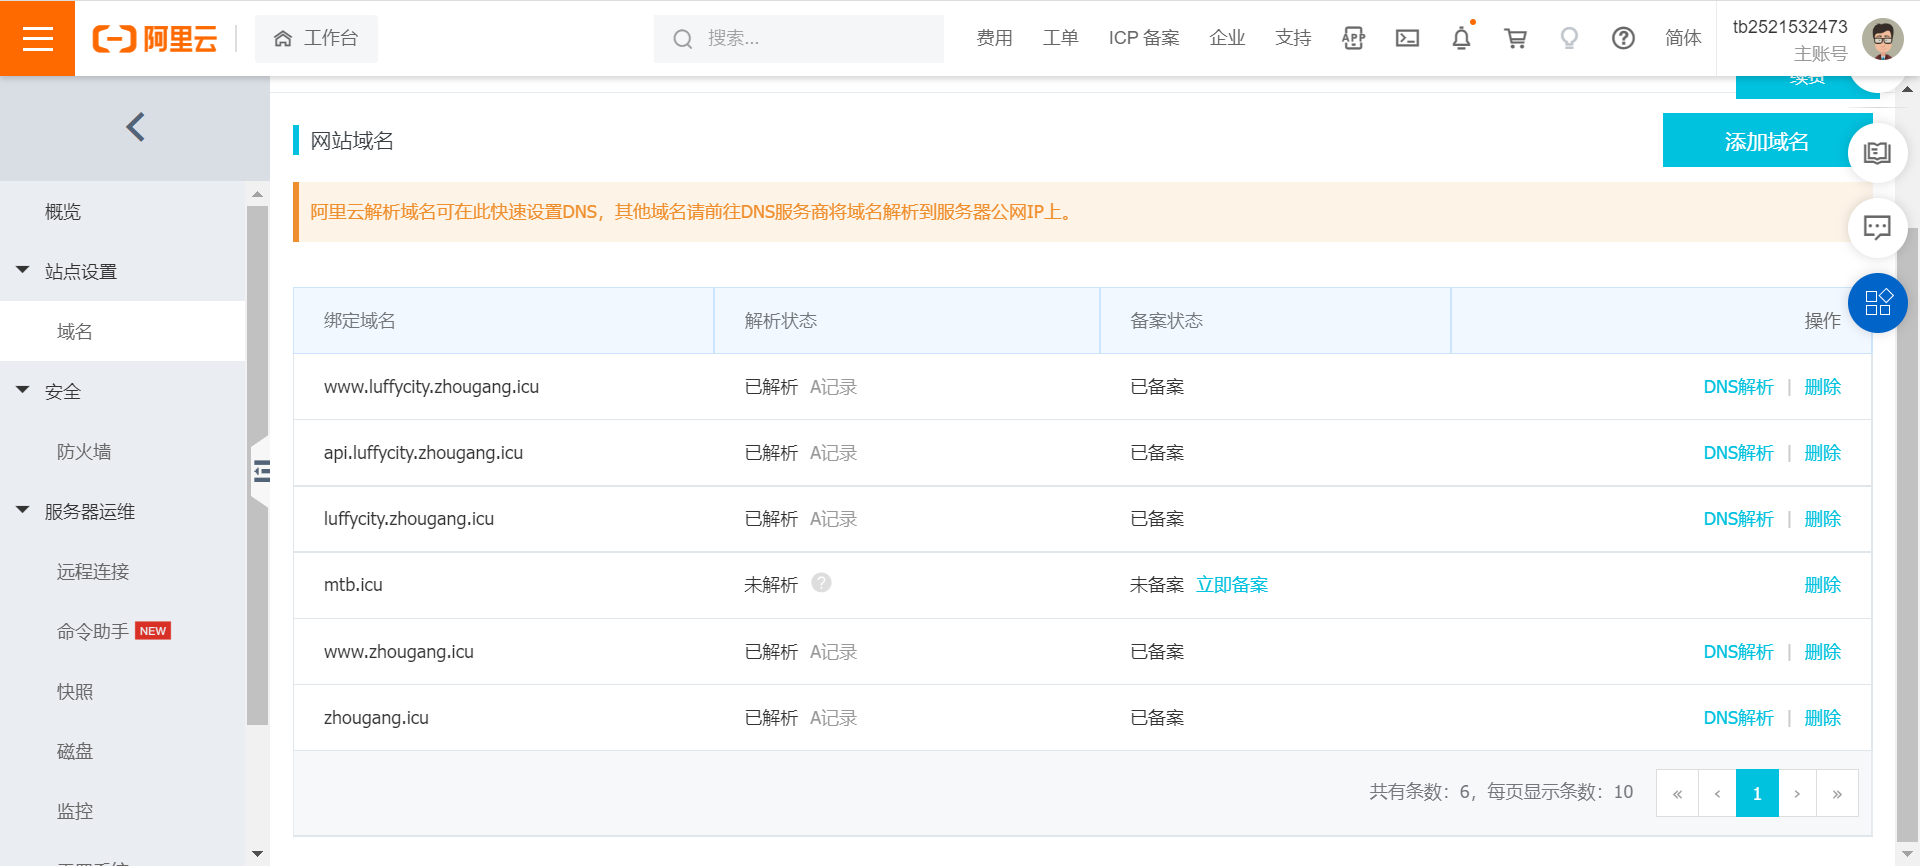 阿里云
工作台
搜索...
费用
工单
ICP 备案
企业
支持
APP
简体
tb2521532473
主账号
续费
概览
站点设置
域名
安全
防火墙
服务器运维
远程连接
命令助手 NEW
快照
磁盘
监控
网站域名
添加域名
阿里云解析域名可在此快速设置DNS，其他域名请前往DNS服务商将域名解析到服务器公网IP上。
绑定域名 解析状态 备案状态 操作
www.luffycity.zhougang.icu 已解析 A记录 已备案 DNS解析 | 删除
api.luffycity.zhougang.icu 已解析 A记录 已备案 DNS解析 | 删除
luffycity.zhougang.icu 已解析 A记录 已备案 DNS解析 | 删除
mtb.icu 未解析 ? 未备案 立即备案 删除
www.zhougang.icu 已解析 A记录 已备案 DNS解析 | 删除
zhougang.icu 已解析 A记录 已备案 DNS解析 | 删除
共有条数：6，每页显示条数：10 « ‹ 1 › »